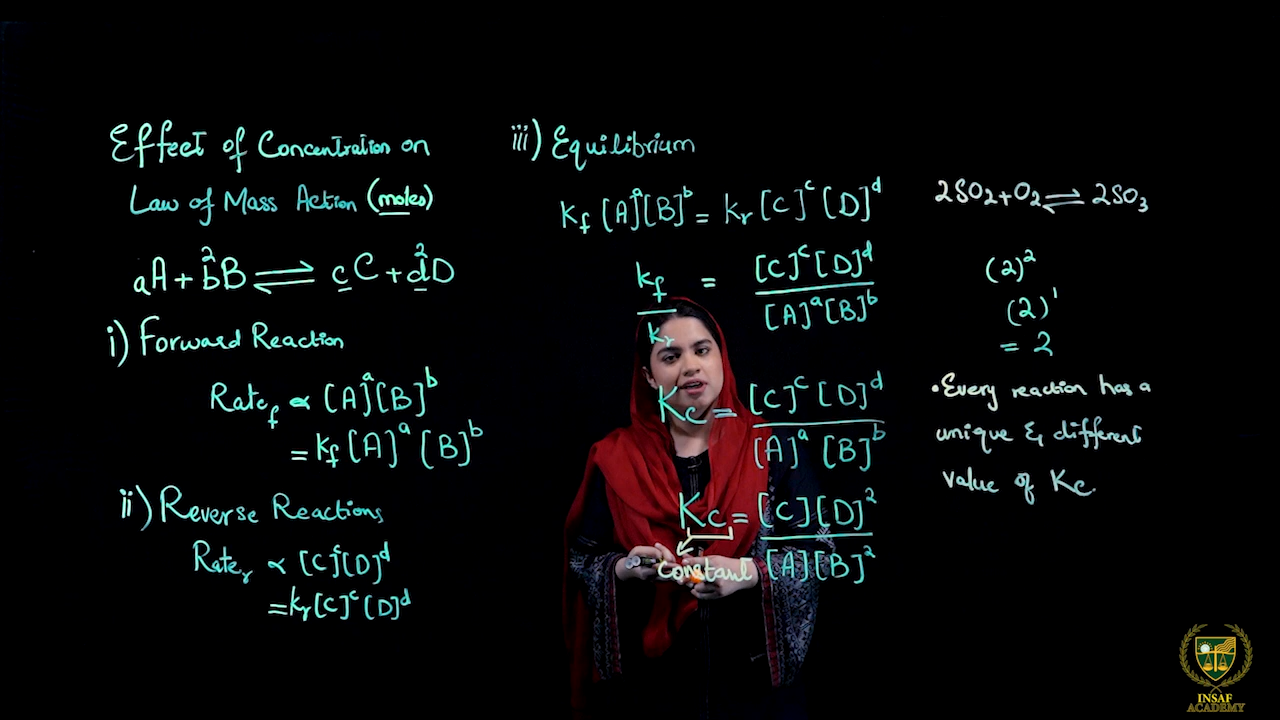 Effect of Concentration on
Law of Mass Action (moles)
2 2
aA + bB ⇌ cC + dD
i) Forward Reaction
Rate_f ∝ [A]^a [B]^b
= k_f [A]^a [B]^b
ii) Reverse Reactions
Rate_r ∝ [C]^c [D]^d
= k_r [C]^c [D]^d
iii) Equilibrium
k_f [A]^a [B]^b = k_r [C]^c [D]^d
k_f / k_r = [C]^c [D]^d / [A]^a [B]^b
Kc = [C]^c [D]^d / [A]^a [B]^b
Kc = [C][D]^2 / [A][B]^2
constant
2SO₂ + O₂ ⇌ 2SO₃
(2)^2
(2)^1
= 2
• Every reaction has a
unique & different
value of Kc.
INSAF
ACADEMY